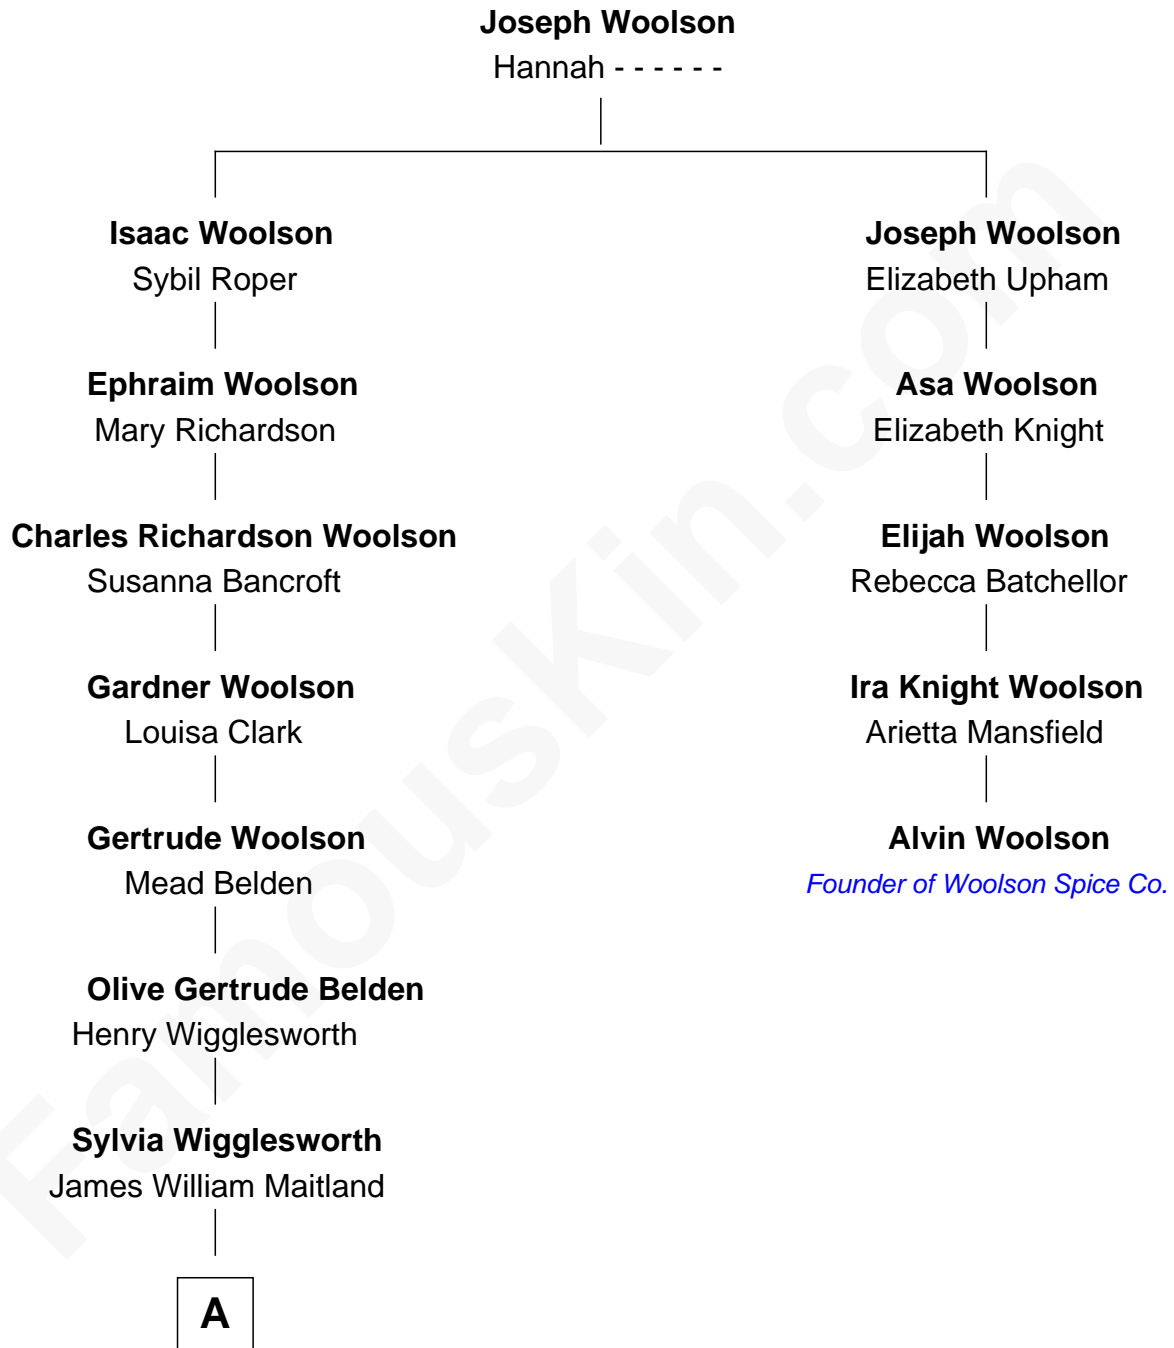 Joseph Woolson
Hannah - - - - - -
Isaac Woolson
Sybil Roper
Joseph Woolson
Elizabeth Upham
Ephraim Woolson
Mary Richardson
Asa Woolson
Elizabeth Knight
Charles Richardson Woolson
Susanna Bancroft
Elijah Woolson
Rebecca Batchellor
Gardner Woolson
Louisa Clark
Ira Knight Woolson
Arietta Mansfield
Gertrude Woolson
Mead Belden
Alvin Woolson
Founder of Woolson Spice Co.
Olive Gertrude Belden
Henry Wigglesworth
Sylvia Wigglesworth
James William Maitland
A
FamousKin.com